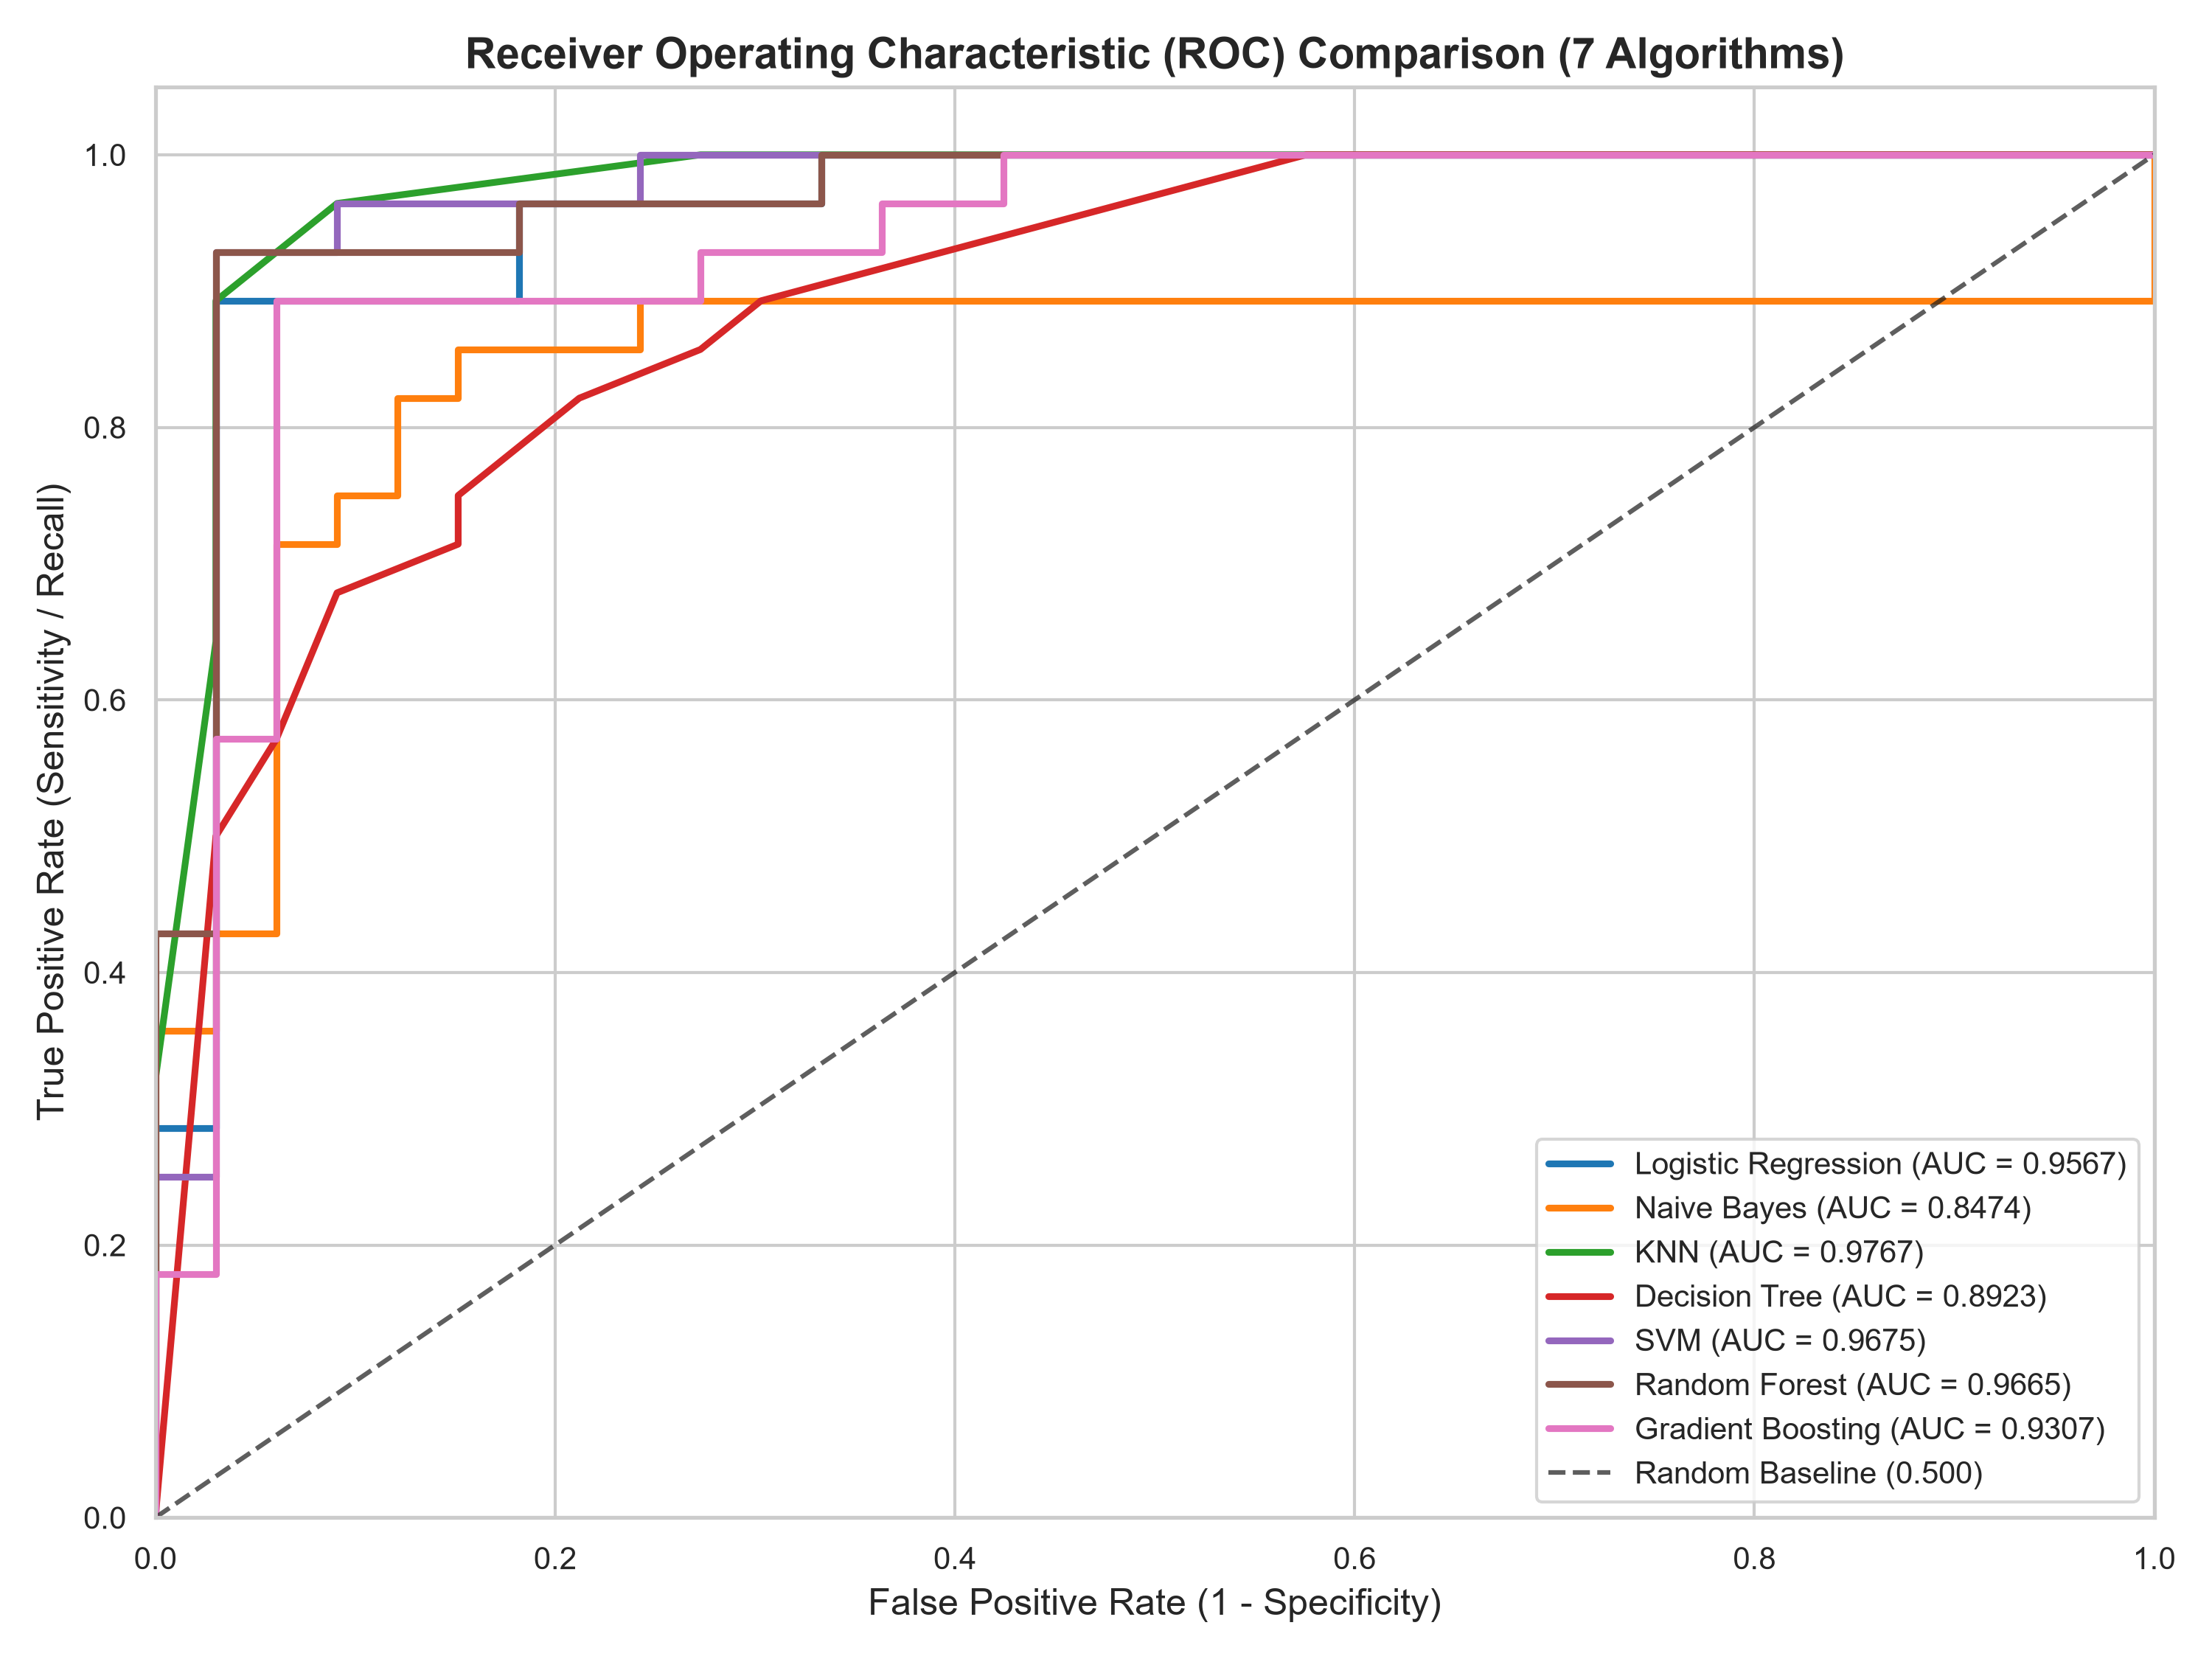 Receiver Operating Characteristic (ROC) Comparison (7 Algorithms)
1.0
0.8
0.6
0.4
0.2
0.0
True Positive Rate (Sensitivity / Recall)
Logistic Regression (AUC = 0.9567)
Naive Bayes (AUC = 0.8474)
KNN (AUC = 0.9767)
Decision Tree (AUC = 0.8923)
SVM (AUC = 0.9675)
Random Forest (AUC = 0.9665)
Gradient Boosting (AUC = 0.9307)
Random Baseline (0.500)
0.0 0.2 0.4 0.6 0.8 1.0
False Positive Rate (1 - Specificity)